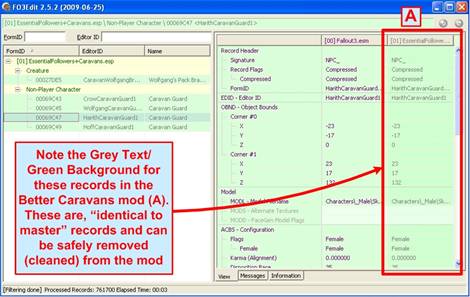 FO3Edit 2.5.2 (2009-06-25)
[01] EssentialFollowers+Caravans.esp \ Non-Player Character \ 00069C47 <HarithCaravanGuard1>
A
FormID
Editor ID
FormID EditorID Name
[01] EssentialFollowers+Caravans.esp
Creature
00027DE5 CaravanWolfgangBr... Wolfgang's Pack Bra...
Non-Player Character
00069C41 CrowCaravanGuard1 Caravan Guard
00069C45 WolfgangCaravanGu... Caravan Guard
00069C47 HarithCaravanGuard1 Caravan Guard
00069C49 HoffCaravanGuard1 Caravan Guard
[00] Fallout3.esm [01] EssentialFollower...
Record Header
Signature NPC_ NPC_
Record Flags Compressed Compressed
Compressed Compressed
FormID HarithCaravanGuard... HarithCaravanGuard...
EDID - Editor ID HarithCaravanGuard1 HarithCaravanGuard1
OBND - Object Bounds
Corner #0
X -23 -23
Y -17 -17
Z 0 0
Corner #1
X 23 23
Y 17 17
Z 132 132
Model
MODL - Model Filename Characters\_Male\Sk... Characters\_Male\Sk...
MODS - Alternate Textures
MODD - FaceGen Model Flags
ACBS - Configuration
Flags Female Female
Female Female Female
Karma (Alignment) 0.000000 0.000000
Disposition Base 35 35
Note the Grey Text/
Green Background for
these records in the
Better Caravans mod (A).
These are, “identical to
master” records and can
be safely removed
(cleaned) from the mod
View Messages Information
[Filtering done] Processed Records: 761700 Elapsed Time: 00:03